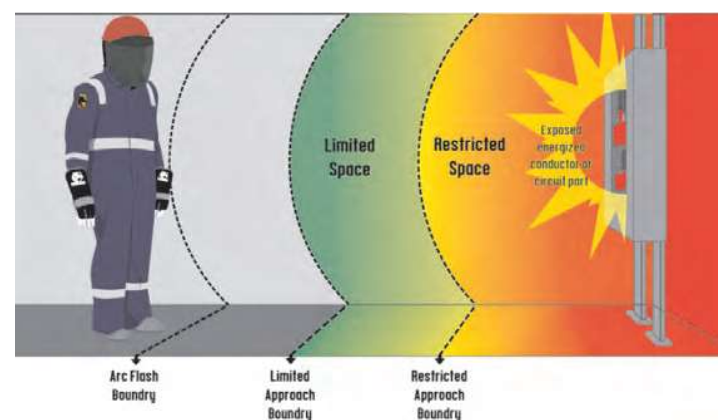 Limited
Space
Restricted
Space
Exposed
energized
conductor or
circuit part
Arc Flash
Boundry
Limited
Approach
Boundry
Restricted
Approach
Boundry